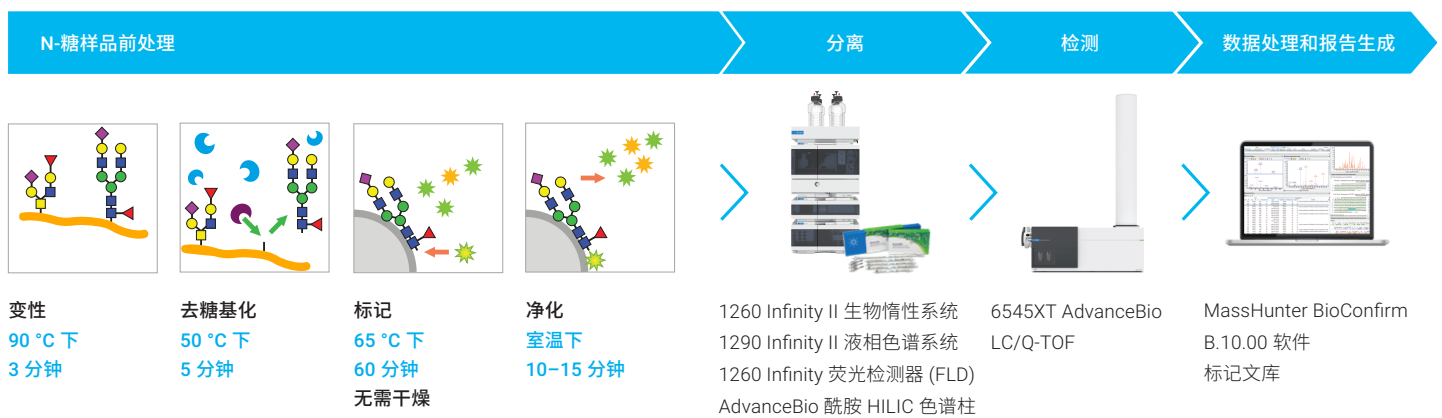 N-糖样品前处理
分离
检测
数据处理和报告生成
变性
90 °C 下
3 分钟
去糖基化
50 °C 下
5 分钟
标记
65 °C 下
60 分钟
无需干燥
净化
室温下
10–15 分钟
1260 Infinity II 生物惰性系统
1290 Infinity II 液相色谱系统
1260 Infinity 荧光检测器 (FLD)
AdvanceBio 酰胺 HILIC 色谱柱
6545XT AdvanceBio
LC/Q-TOF
MassHunter BioConfirm
B.10.00 软件
标记文库